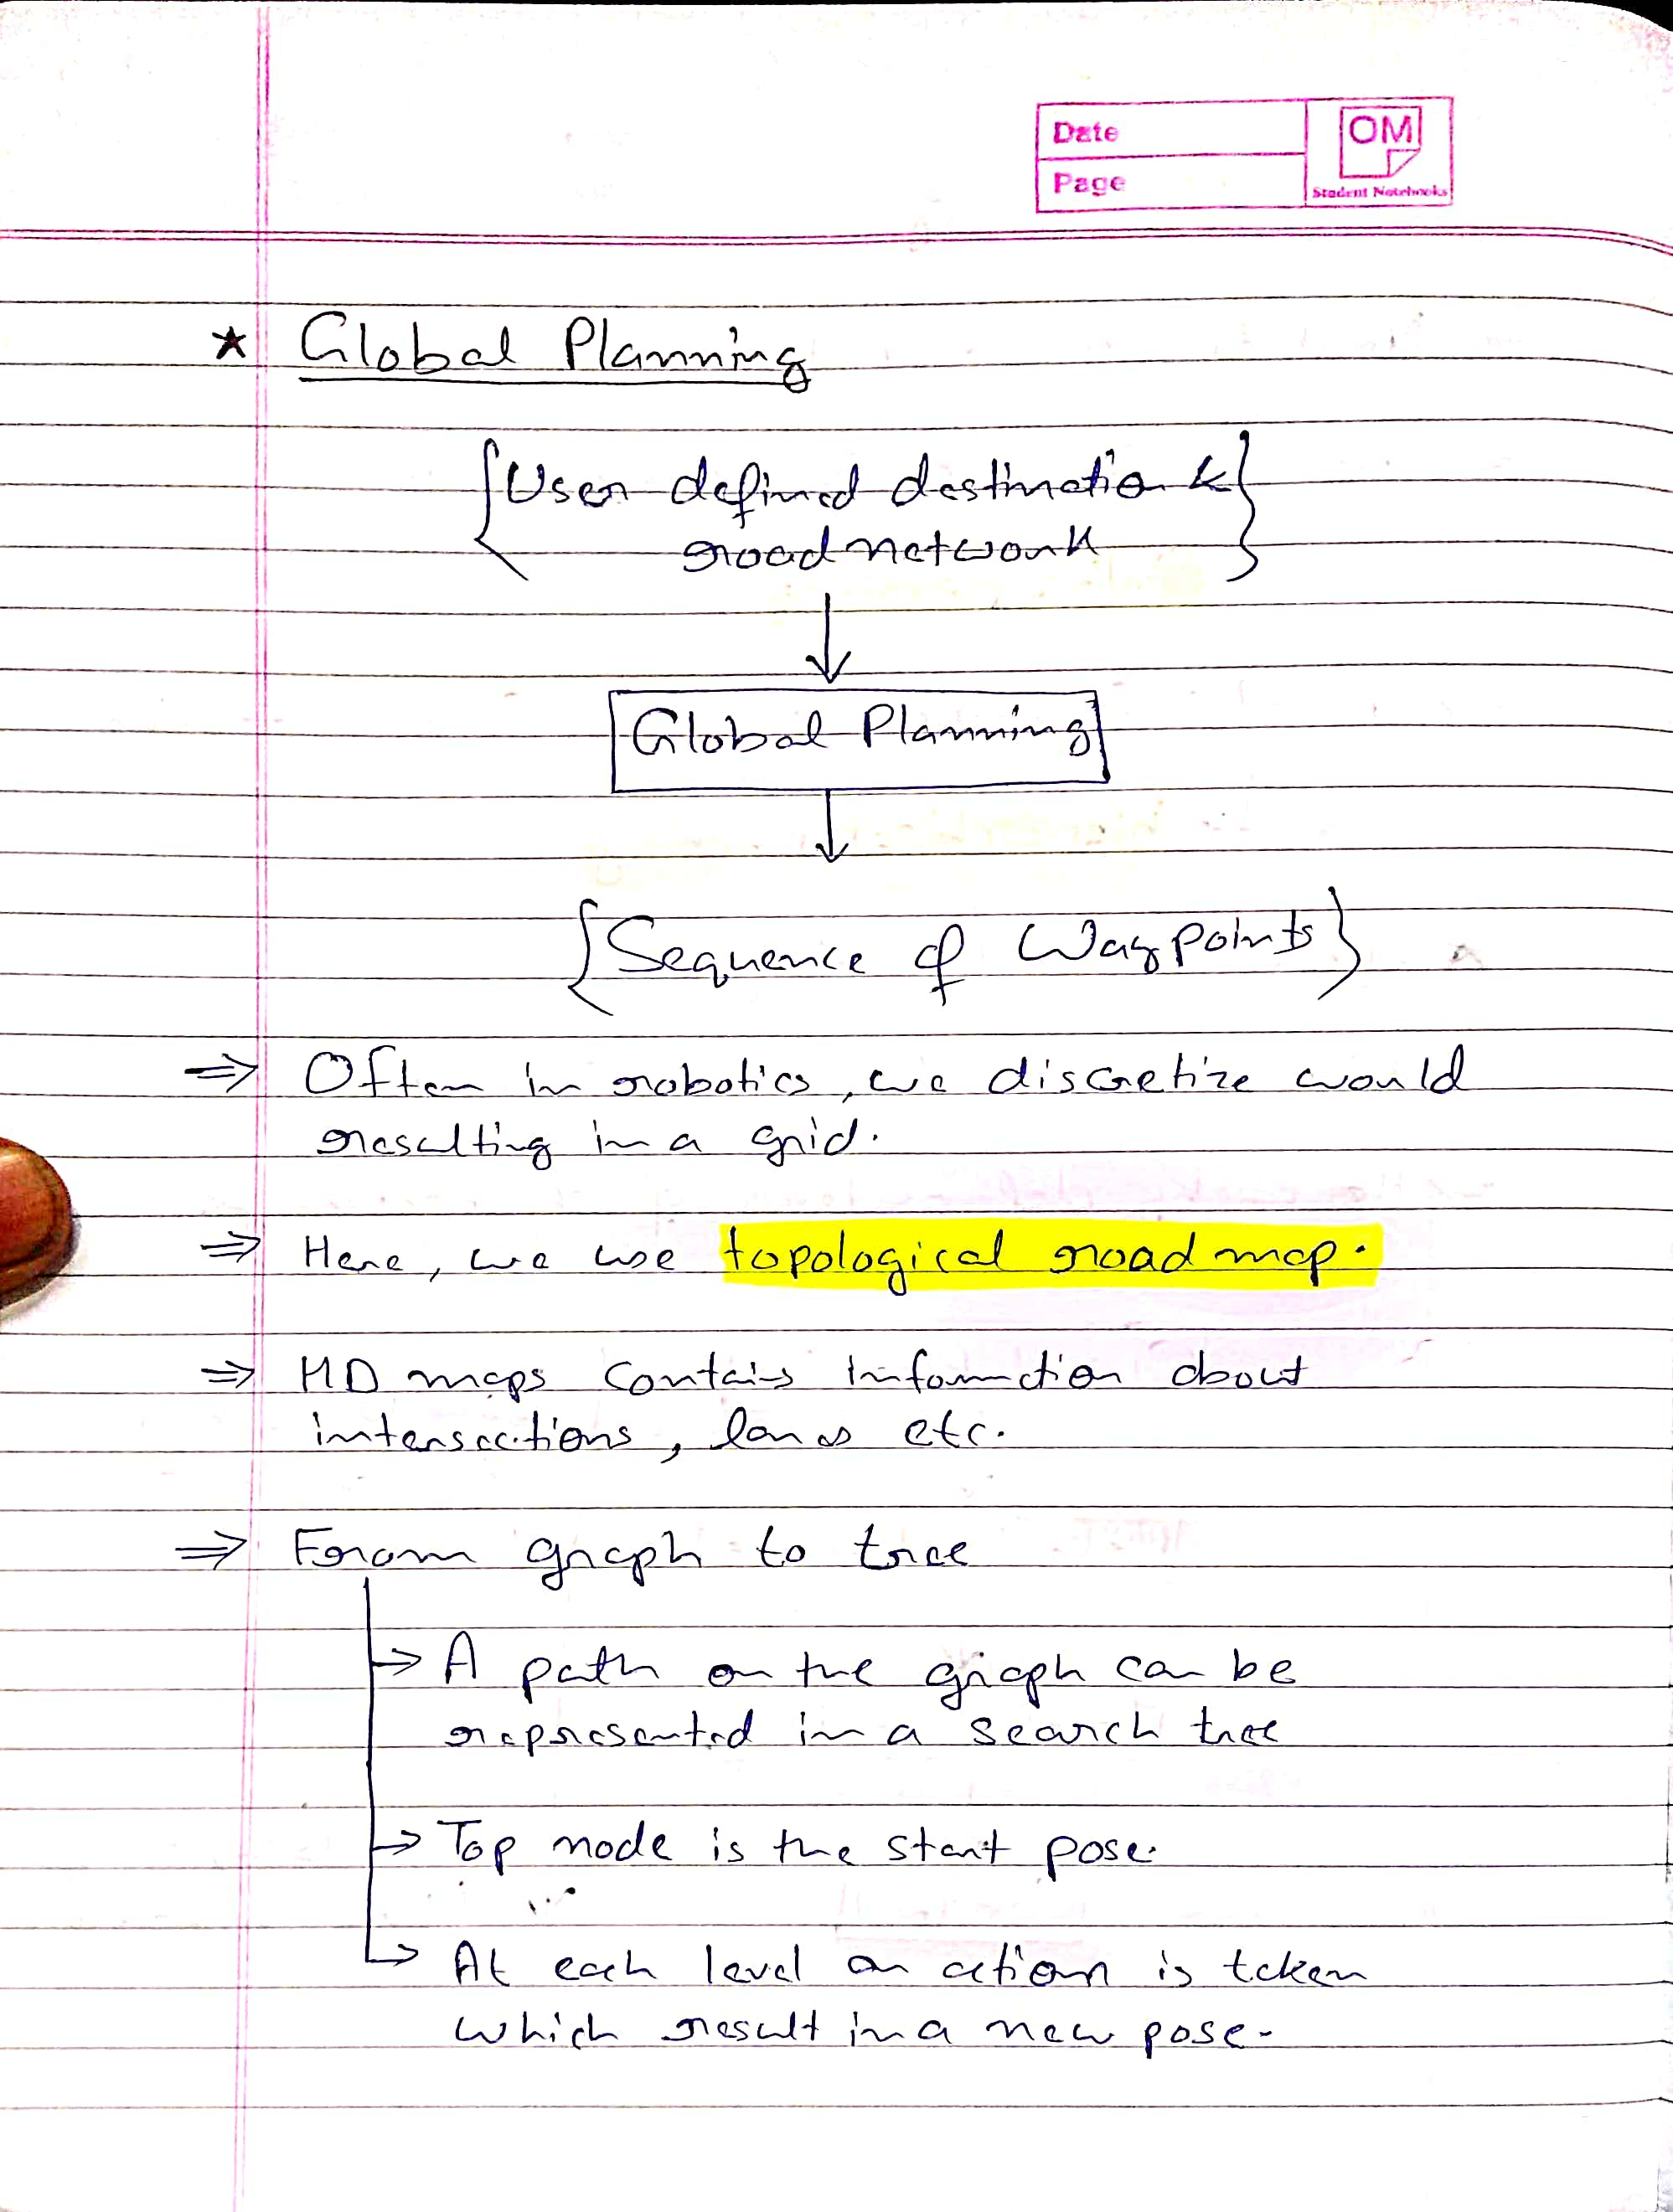 Date
OM
Page
Student Notebooks
* Global Planning
{User defined destination &
road network}
↓
Global Planning
↓
{Sequence of Waypoints}
⇒ Often in robotics, we discretize would
resulting in a grid.
⇒ Here, we use topological road map.
⇒ HD maps contains information about
intersections, lanes etc.
⇒ From graph to tree
→ A path on the graph can be
represented in a search tree
→ Top node is the start pose.
→ At each level an action is taken
which result in a new pose.